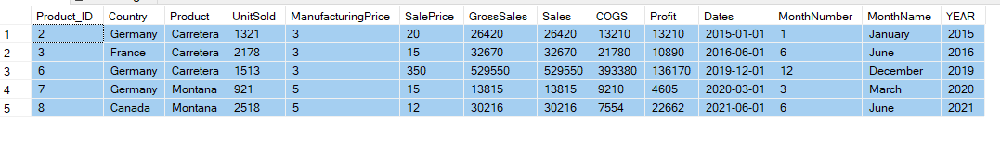 Product_ID Country Product UnitSold ManufacturingPrice SalePrice GrossSales Sales COGS Profit Dates MonthNumber MonthName YEAR
1 2 Germany Carretera 1321 3 20 26420 26420 13210 13210 2015-01-01 1 January 2015
2 3 France Carretera 2178 3 15 32670 32670 21780 10890 2016-06-01 6 June 2016
3 6 Germany Carretera 1513 3 350 529550 529550 393380 136170 2019-12-01 12 December 2019
4 7 Germany Montana 921 5 15 13815 13815 9210 4605 2020-03-01 3 March 2020
5 8 Canada Montana 2518 5 12 30216 30216 7554 22662 2021-06-01 6 June 2021